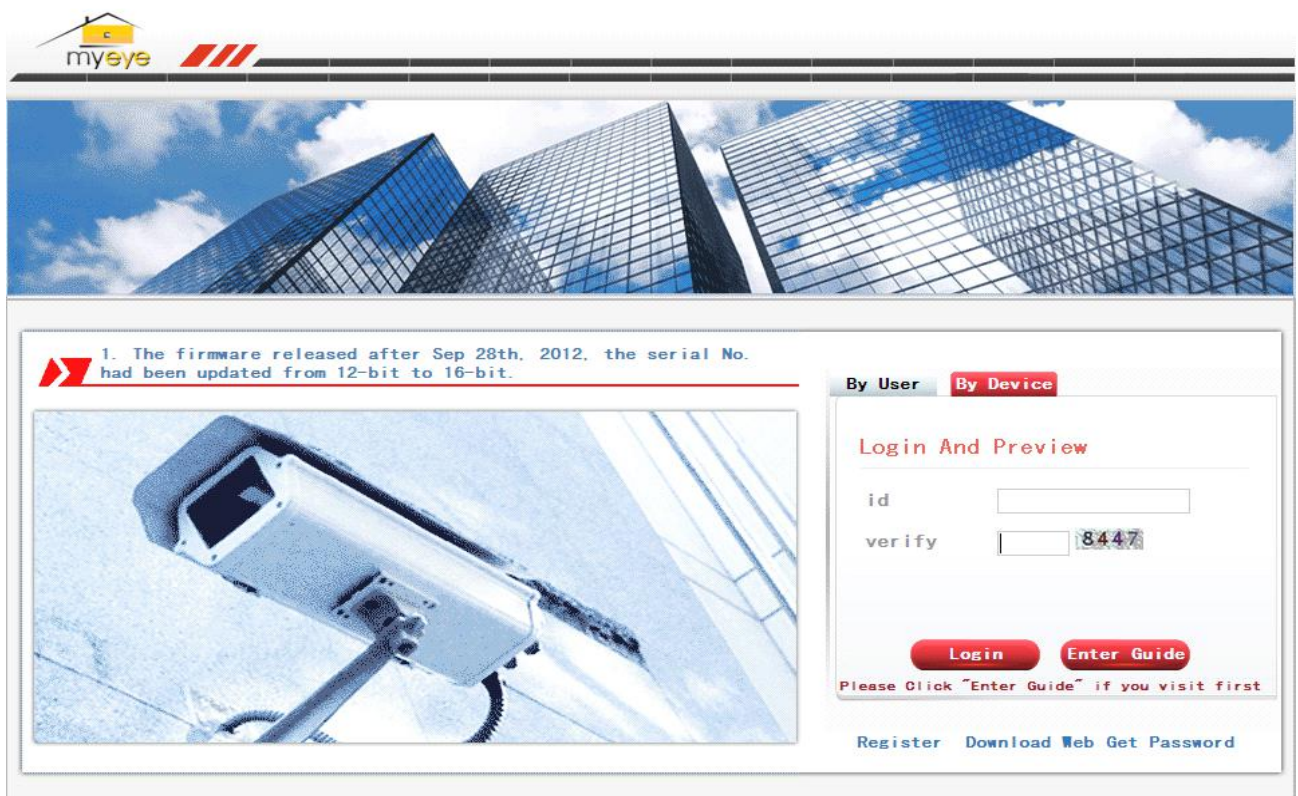 myeye
1. The firmware released after Sep 28th, 2012, the serial No.
had been updated from 12-bit to 16-bit.
By User By Device
Login And Preview
id
verify 8447
Login Enter Guide
Please Click "Enter Guide" if you visit first
Register Download Web Get Password